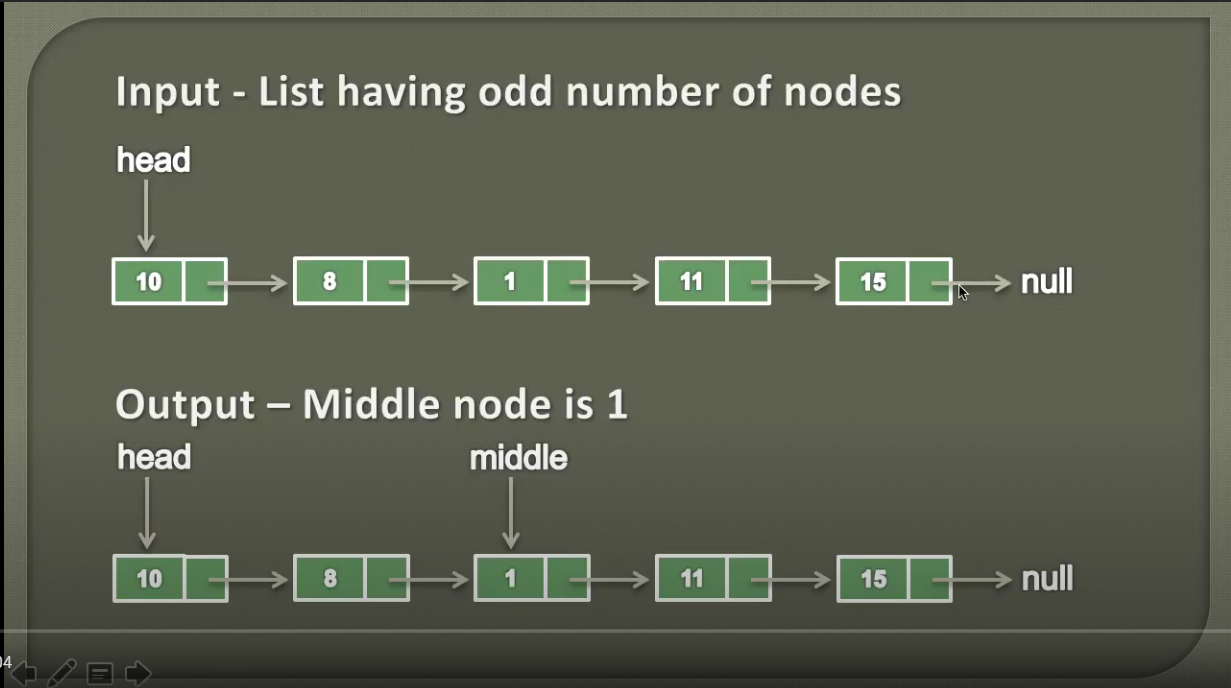 Input - List having odd number of nodes
head
10 8 1 11 15 null
Output – Middle node is 1
head middle
10 8 1 11 15 null
04